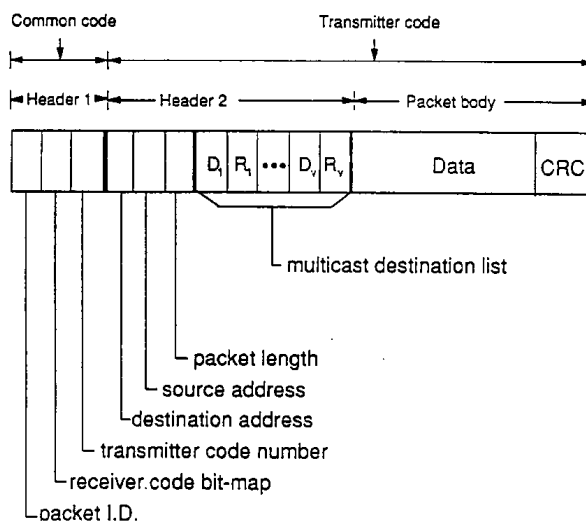 Common code Transmitter code
Header 1 Header 2 Packet body
D1 R1 ••• Dv Rv Data CRC
multicast destination list
packet length
source address
destination address
transmitter code number
receiver.code bit-map
packet I.D.